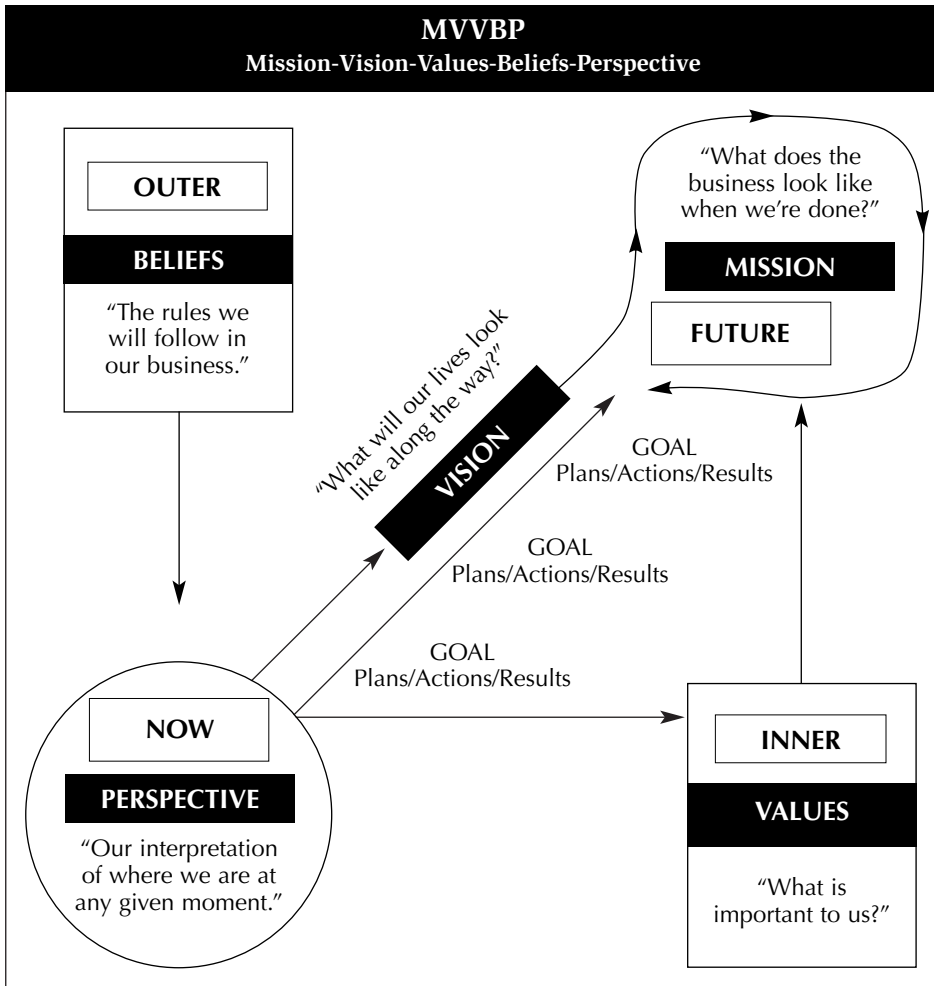 MVVBP
Mission-Vision-Values-Beliefs-Perspective
OUTER
BELIEFS
“The rules we
will follow in
our business.”
“What does the
business look like
when we’re done?”
MISSION
FUTURE
“What will our lives look
like along the way?”
VISION
GOAL
Plans/Actions/Results
GOAL
Plans/Actions/Results
GOAL
Plans/Actions/Results
NOW
PERSPECTIVE
“Our interpretation
of where we are at
any given moment.”
INNER
VALUES
“What is
important to us?”